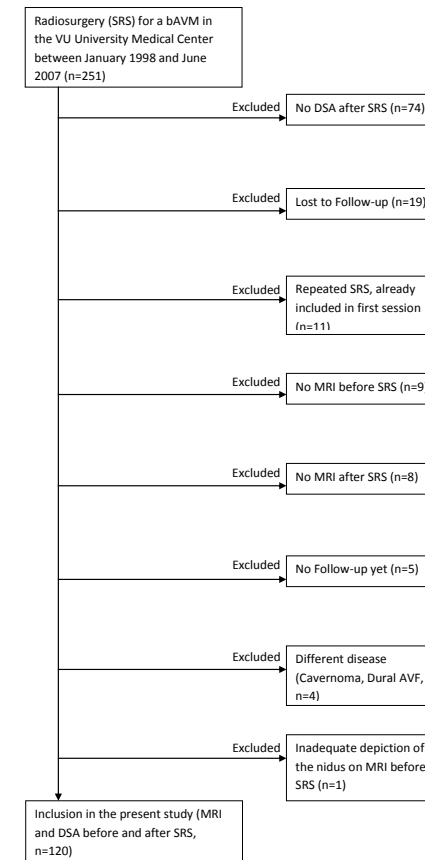 Radiosurgery (SRS) for a bAVM in
the VU University Medical Center
between January 1998 and June
2007 (n=251)
Excluded
No DSA after SRS (n=74)
Excluded
Lost to Follow-up (n=19)
Excluded
Repeated SRS, already
included in first session
(n=11)
Excluded
No MRI before SRS (n=9)
Excluded
No MRI after SRS (n=8)
Excluded
No Follow-up yet (n=5)
Excluded
Different disease
(Cavernoma, Dural AVF,
n=4)
Excluded
Inadequate depiction of
the nidus on MRI before
SRS (n=1)
Inclusion in the present study (MRI
and DSA before and after SRS,
n=120)